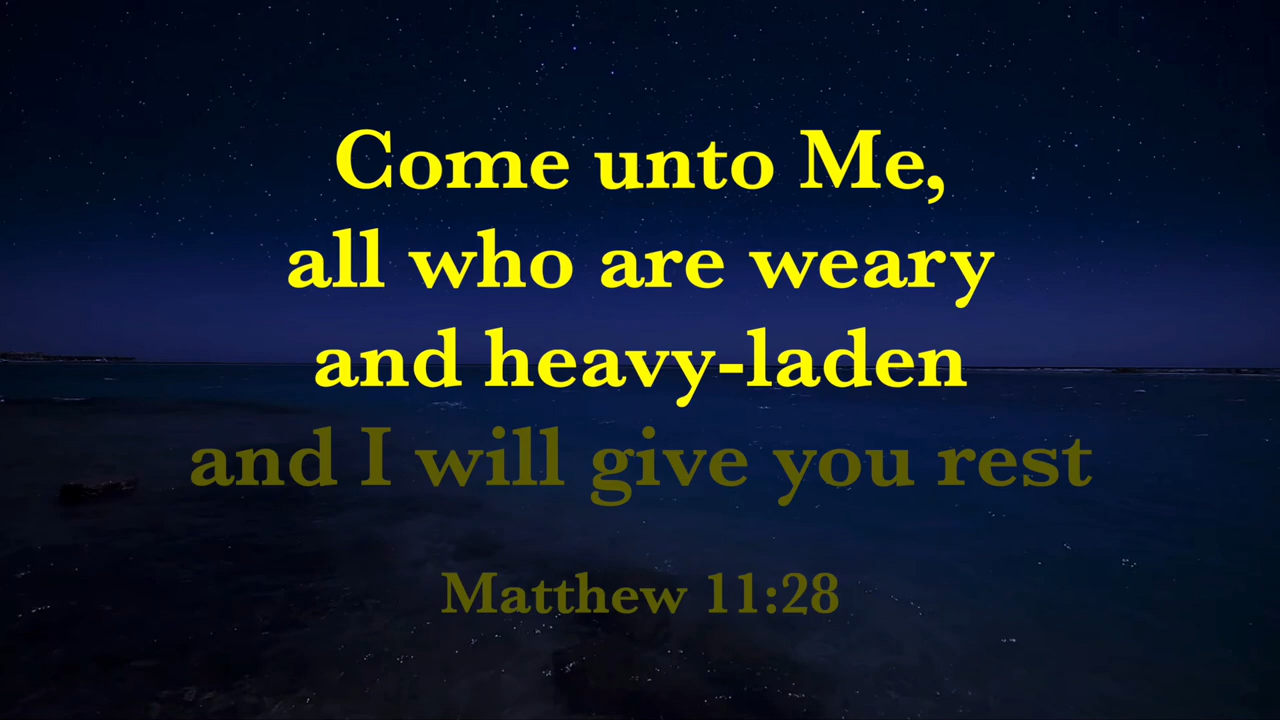 Come unto Me,
all who are weary
and heavy-laden
and I will give you rest
Matthew 11:28